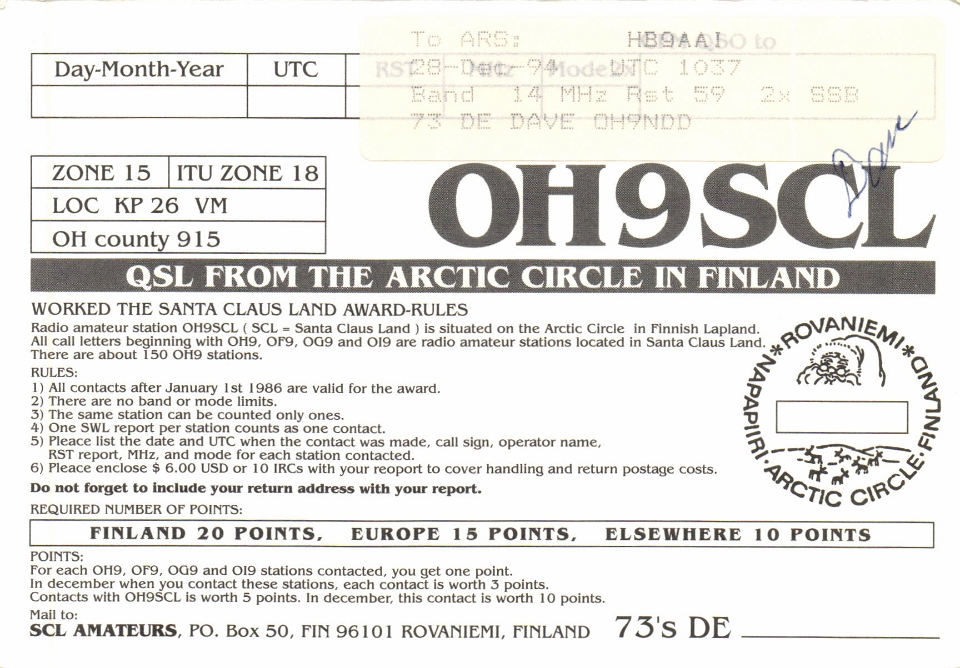 To ARS: HB9AAI
QSO to
Day-Month-Year UTC RST MHz Mode2x
28-Dec-94 UTC 1037
Band 14 MHz Rst 59 2x SSB
73 DE DAVE OH9NDD
Dave
ZONE 15 ITU ZONE 18
LOC KP 26 VM
OH county 915
OH9SCL
QSL FROM THE ARCTIC CIRCLE IN FINLAND
WORKED THE SANTA CLAUS LAND AWARD-RULES
Radio amateur station OH9SCL ( SCL = Santa Claus Land ) is situated on the Arctic Circle in Finnish Lapland.
All call letters beginning with OH9, OF9, OG9 and OI9 are radio amateur stations located in Santa Claus Land.
There are about 150 OH9 stations.
RULES:
1) All contacts after January 1st 1986 are valid for the award.
2) There are no band or mode limits.
3) The same station can be counted only ones.
4) One SWL report per station counts as one contact.
5) Pleace list the date and UTC when the contact was made, call sign, operator name,
RST report, MHz, and mode for each station contacted.
6) Pleace enclose $ 6.00 USD or 10 IRCs with your reoport to cover handling and return postage costs.
Do not forget to include your return address with your report.
ROVANIEMI * FINLAND · ARCTIC CIRCLE · NAPAPIIRI *
REQUIRED NUMBER OF POINTS:
FINLAND 20 POINTS, EUROPE 15 POINTS, ELSEWHERE 10 POINTS
POINTS:
For each OH9, OF9, OG9 and OI9 stations contacted, you get one point.
In december when you contact these stations, each contact is worth 3 points.
Contacts with OH9SCL is worth 5 points. In december, this contact is worth 10 points.
Mail to:
SCL AMATEURS, PO. Box 50, FIN 96101 ROVANIEMI, FINLAND 73's DE